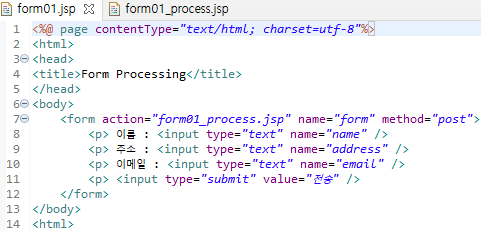 form01.jsp form01_process.jsp
1 <%@ page contentType="text/html; charset=utf-8"%>
2 <html>
3 <head>
4 <title>Form Processing</title>
5 </head>
6 <body>
7 <form action="form01_process.jsp" name="form" method="post">
8 <p> 이름 : <input type="text" name="name" />
9 <p> 주소 : <input type="text" name="address" />
10 <p> 이메일 : <input type="text" name="email" />
11 <p> <input type="submit" value="전송" />
12 </form>
13 </body>
14 <html>